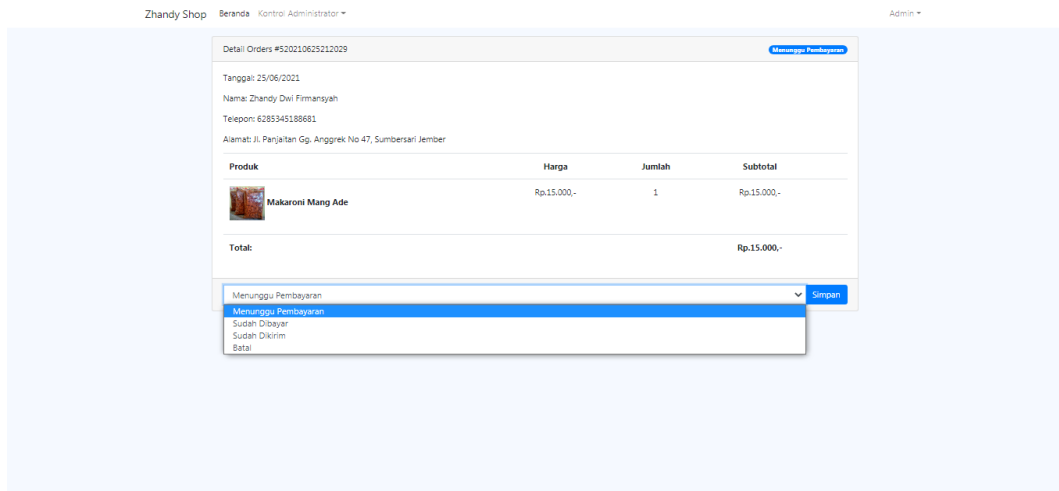 Zhandy Shop Beranda Kontrol Administrator Admin
Detail Orders #520210625212029 Menunggu Pembayaran
Tanggal: 25/06/2021
Nama: Zhandy Dwi Firmansyah
Telepon: 6285345188681
Alamat: Jl. Panjaitan Gg. Anggrek No 47, Sumbersari Jember
Produk Harga Jumlah Subtotal
Makaroni Mang Ade Rp.15.000,- 1 Rp.15.000,-
Total: Rp.15.000,-
Menunggu Pembayaran Simpan
Menunggu Pembayaran
Sudah Dibayar
Sudah Dikirim
Batal